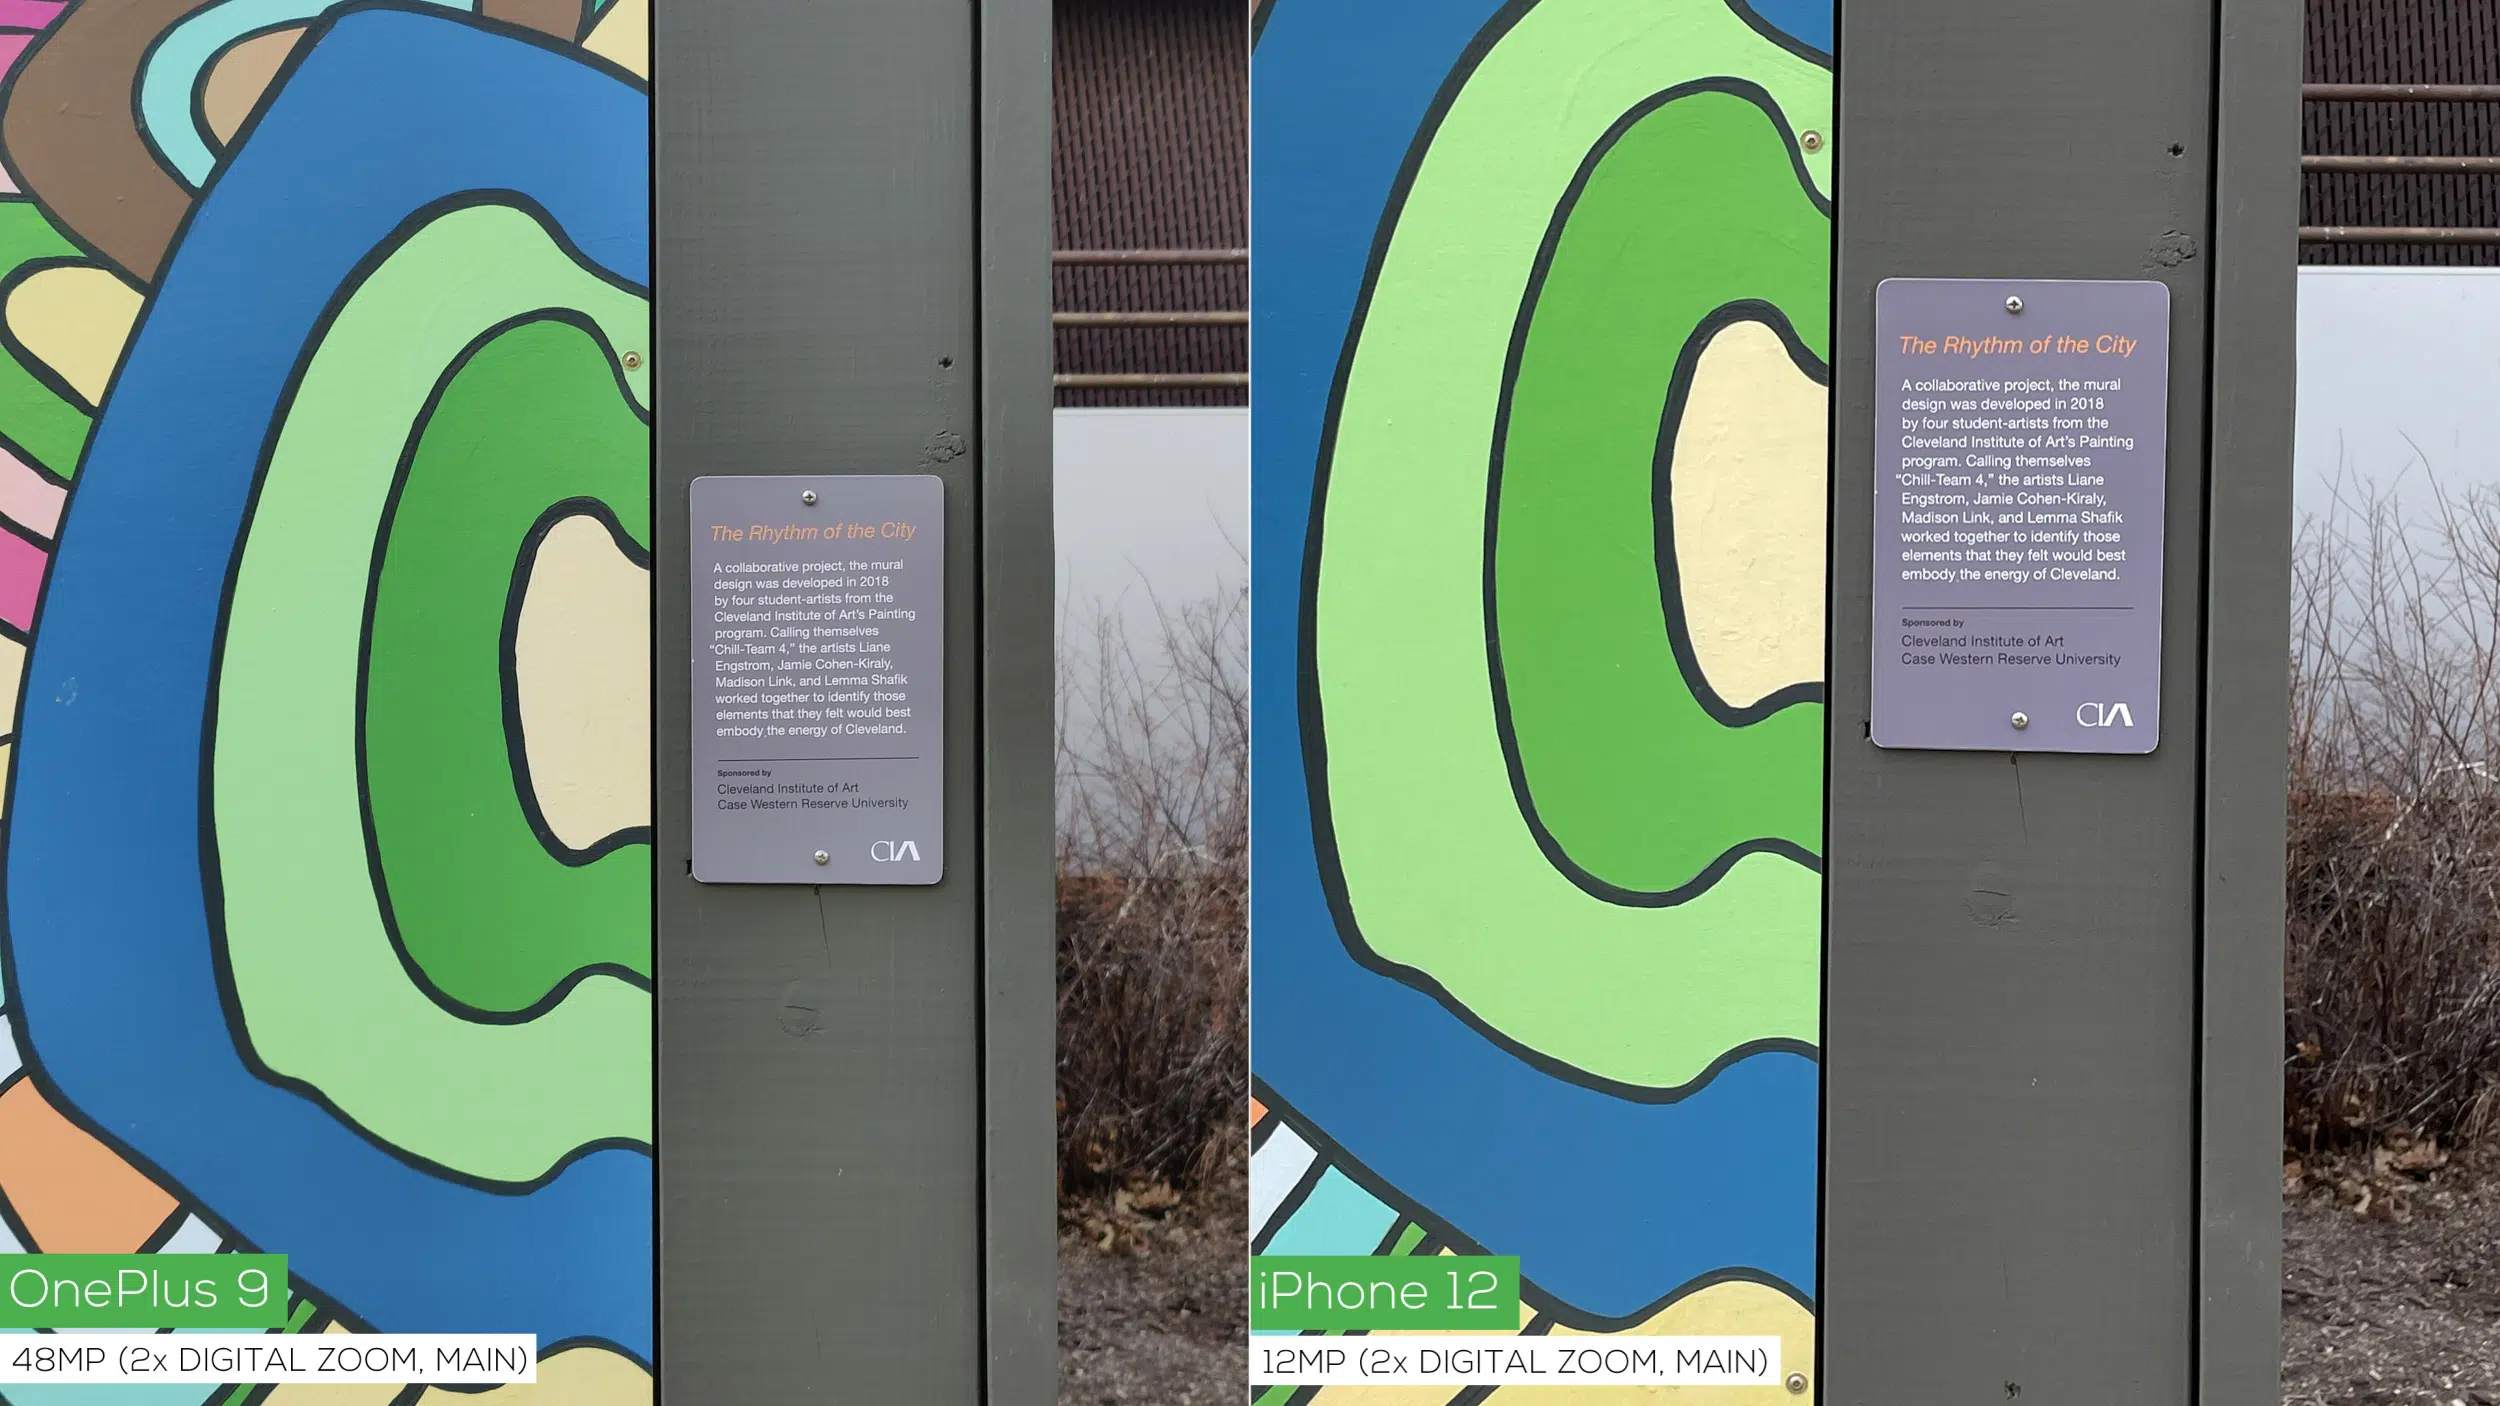 The Rhythm of the City
A collaborative project, the mural
design was developed in 2018
by four student-artists from the
Cleveland Institute of Art's Painting
program. Calling themselves
“Chill-Team 4,” the artists Liane
Engstrom, Jamie Cohen-Kiraly,
Madison Link, and Lemma Shafik
worked together to identify those
elements that they felt would best
embody the energy of Cleveland.
Sponsored by
Cleveland Institute of Art
Case Western Reserve University
CIA
OnePlus 9
48MP (2x DIGITAL ZOOM, MAIN)
The Rhythm of the City
A collaborative project, the mural
design was developed in 2018
by four student-artists from the
Cleveland Institute of Art's Painting
program. Calling themselves
“Chill-Team 4,” the artists Liane
Engstrom, Jamie Cohen-Kiraly,
Madison Link, and Lemma Shafik
worked together to identify those
elements that they felt would best
embody the energy of Cleveland.
Sponsored by
Cleveland Institute of Art
Case Western Reserve University
CIA
iPhone 12
12MP (2x DIGITAL ZOOM, MAIN)